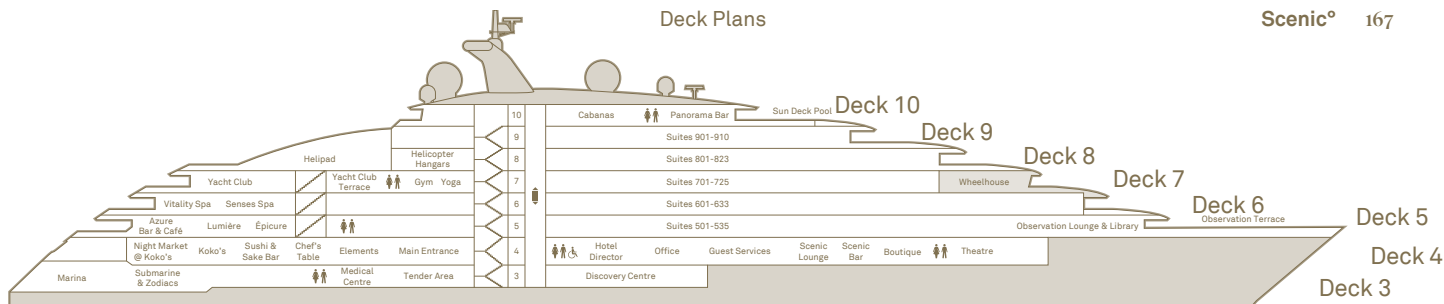 Deck Plans
Scenic° 167
10 Cabanas Panorama Bar Sun Deck Pool Deck 10
9 Suites 901-910 Deck 9
Helipad Helicopter
Hangars 8 Suites 801-823 Deck 8
Yacht Club Yacht Club
Terrace Gym Yoga 7 Suites 701-725 Wheelhouse Deck 7
Vitality Spa Senses Spa 6 Suites 601-633 Deck 6
Azure
Bar & Café Lumière Épicure 5 Suites 501-535 Observation Lounge & Library Observation Terrace Deck 5
Night Market
@ Koko's Koko's Sushi &
Sake Bar Chef's
Table Elements Main Entrance 4 Hotel
Director Office Guest Services Scenic
Lounge Scenic
Bar Boutique Theatre Deck 4
Marina Submarine
& Zodiacs Medical
Centre Tender Area 3 Discovery Centre Deck 3